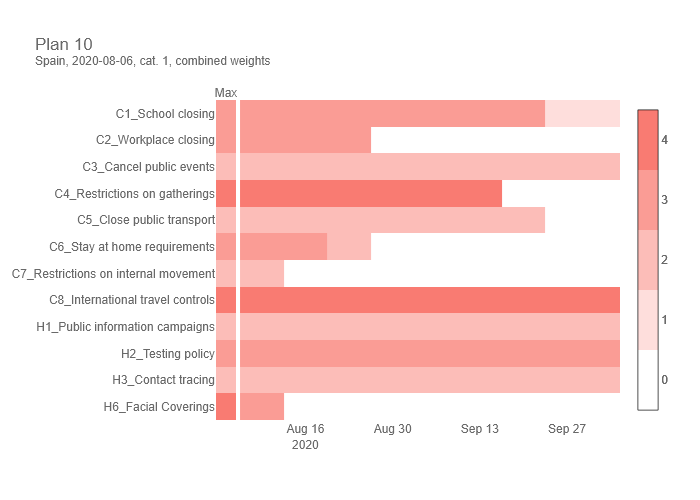 Plan 10
Spain, 2020-08-06, cat. 1, combined weights
Max
C1_School closing
C2_Workplace closing
C3_Cancel public events
C4_Restrictions on gatherings
C5_Close public transport
C6_Stay at home requirements
C7_Restrictions on internal movement
C8_International travel controls
H1_Public information campaigns
H2_Testing policy
H3_Contact tracing
H6_Facial Coverings
Aug 16 Aug 30 Sep 13 Sep 27
2020
4
3
2
1
0